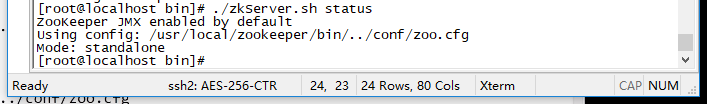 [root@localhost bin]# ./zkServer.sh status
ZooKeeper JMX enabled by default
Using config: /usr/local/zookeeper/bin/../conf/zoo.cfg
Mode: standalone
[root@localhost bin]#
Ready ssh2: AES-256-CTR 24, 23 24 Rows, 80 Cols Xterm CAP NUM
../conf/zoo.cfg